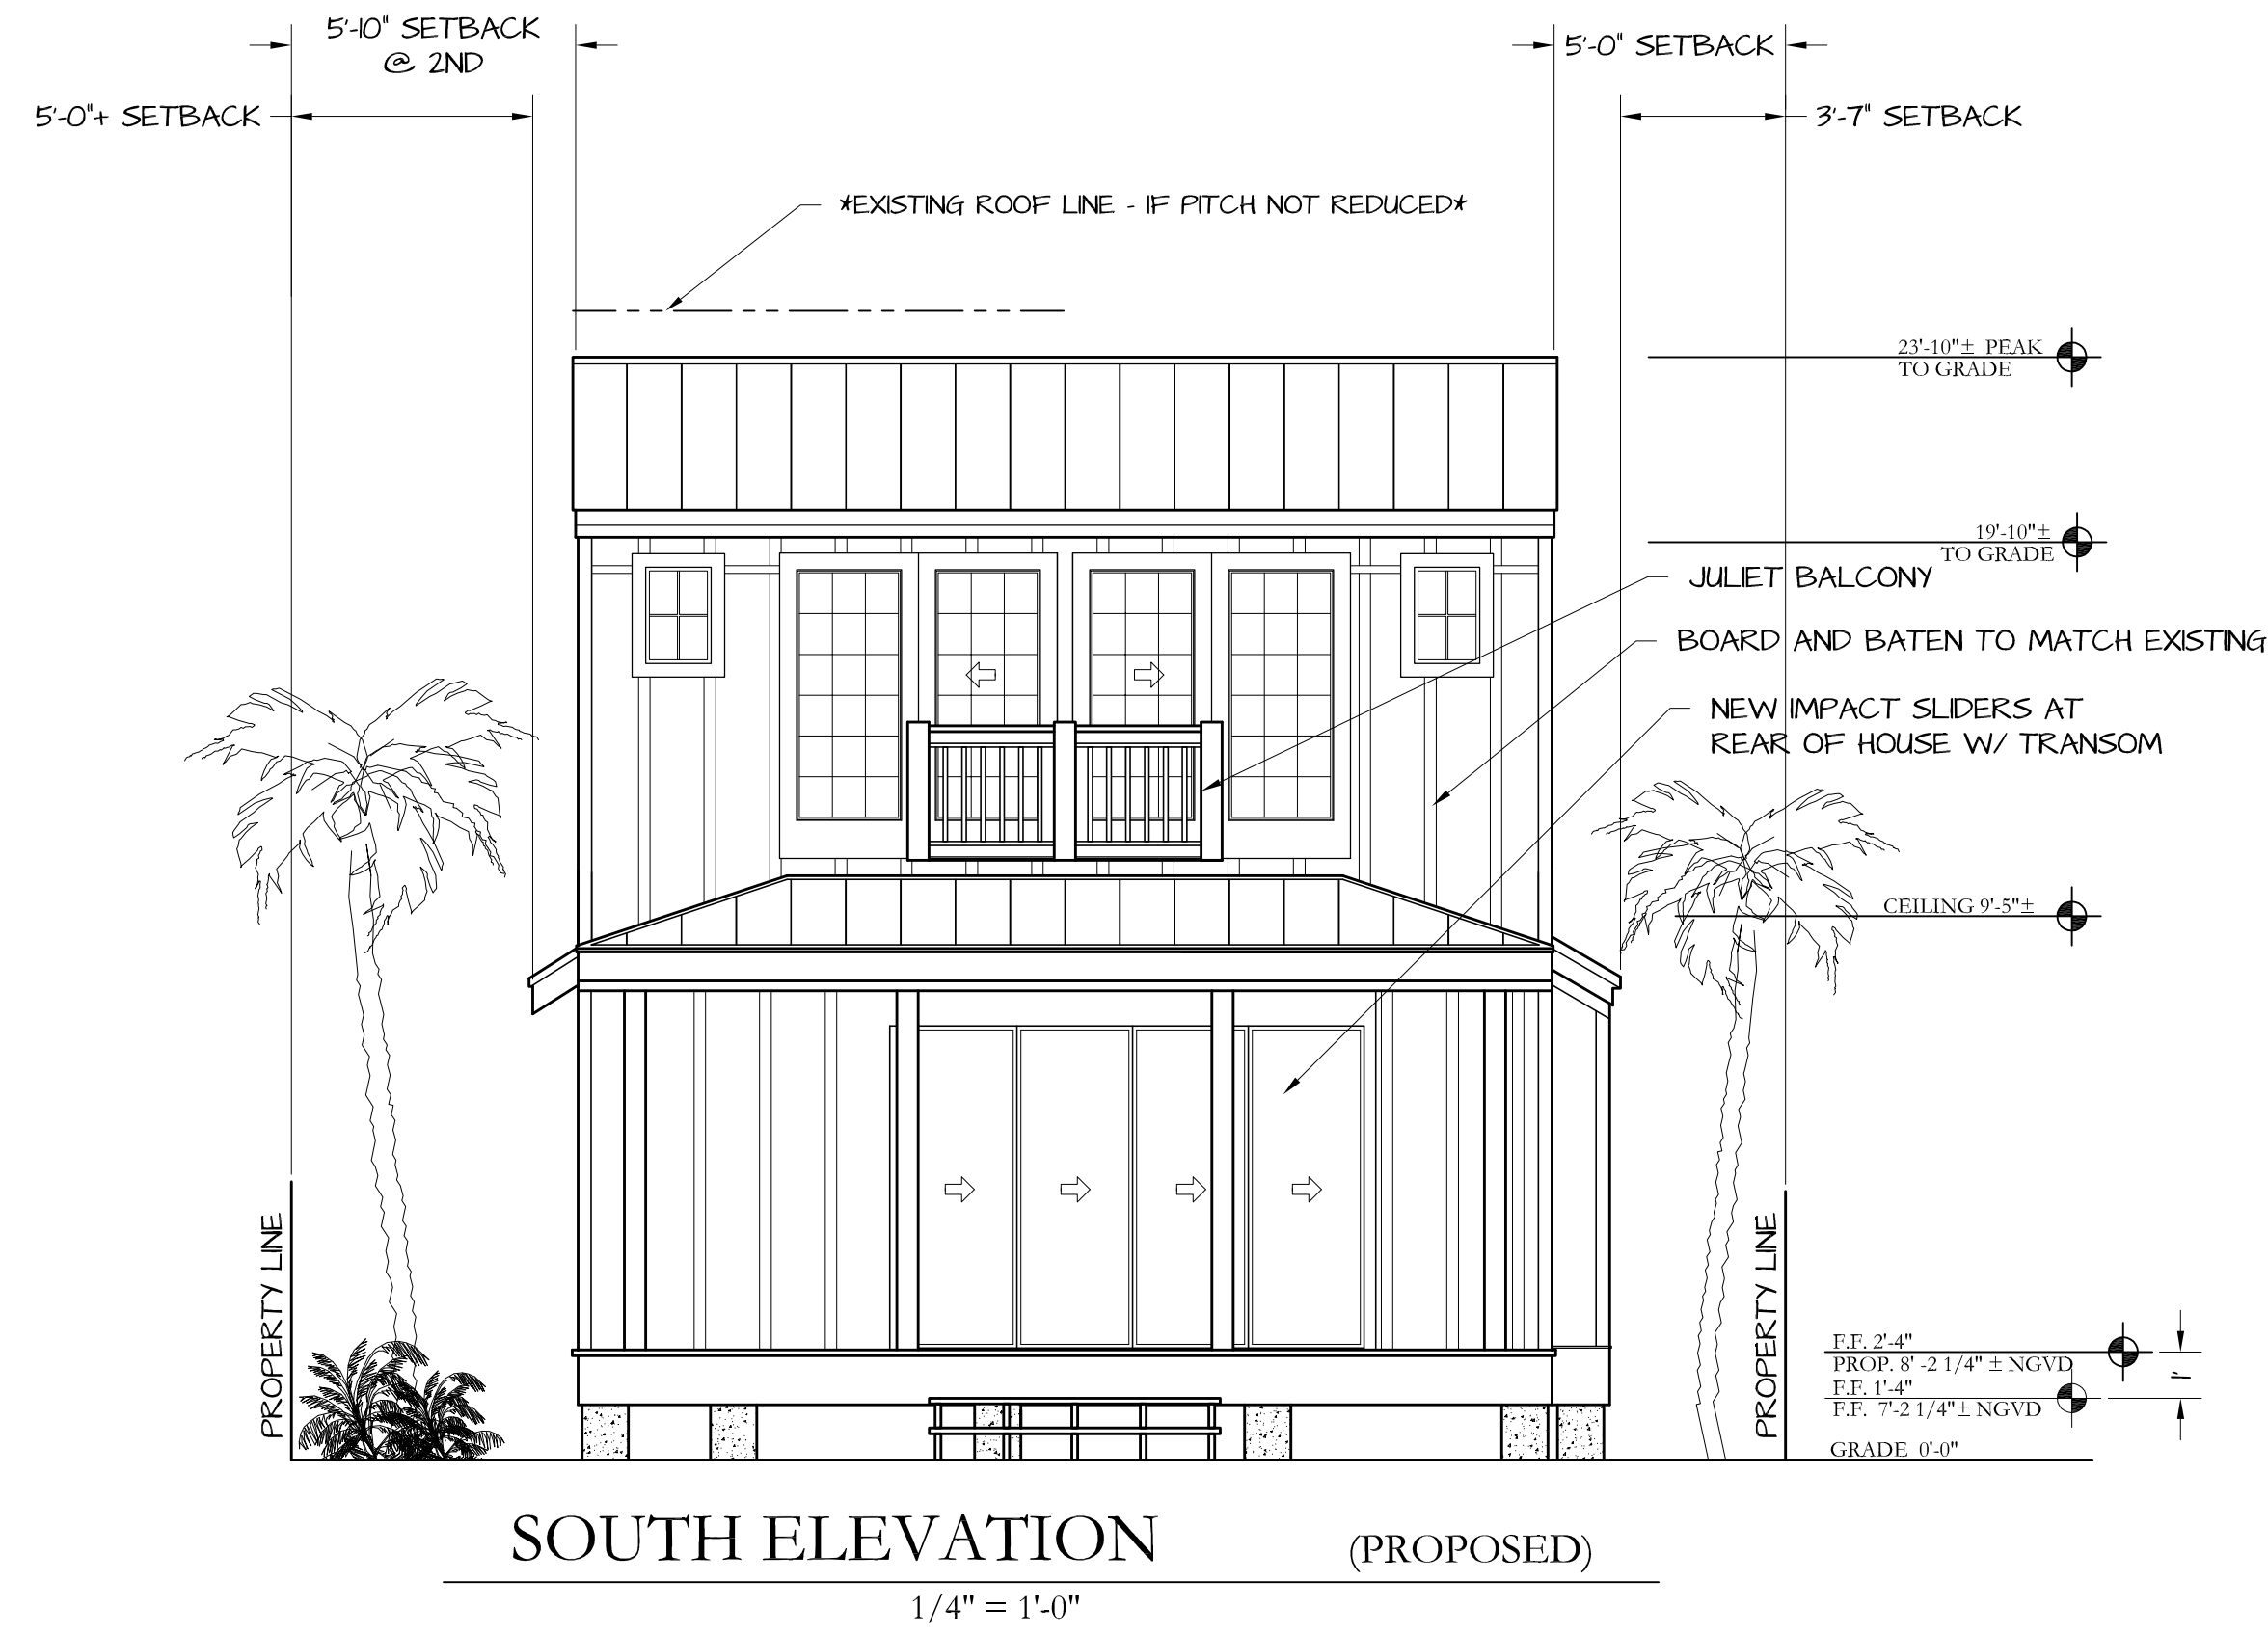 5'-10" SETBACK
@ 2ND
5'-0" SETBACK
5'-0"+ SETBACK
3'-7" SETBACK
*EXISTING ROOF LINE - IF PITCH NOT REDUCED*
23'-10"± PEAK
TO GRADE
19'-10"±
TO GRADE
JULIET BALCONY
BOARD AND BATEN TO MATCH EXISTING
NEW IMPACT SLIDERS AT
REAR OF HOUSE W/ TRANSOM
CEILING 9'-5"±
PROPERTY LINE
PROPERTY LINE
F.F. 2'-4"
PROP. 8' -2 1/4" ± NGVD
F.F. 1'-4"
F.F. 7'-2 1/4"± NGVD
1'
GRADE 0'-0"
SOUTH ELEVATION (PROPOSED)
1/4" = 1'-0"